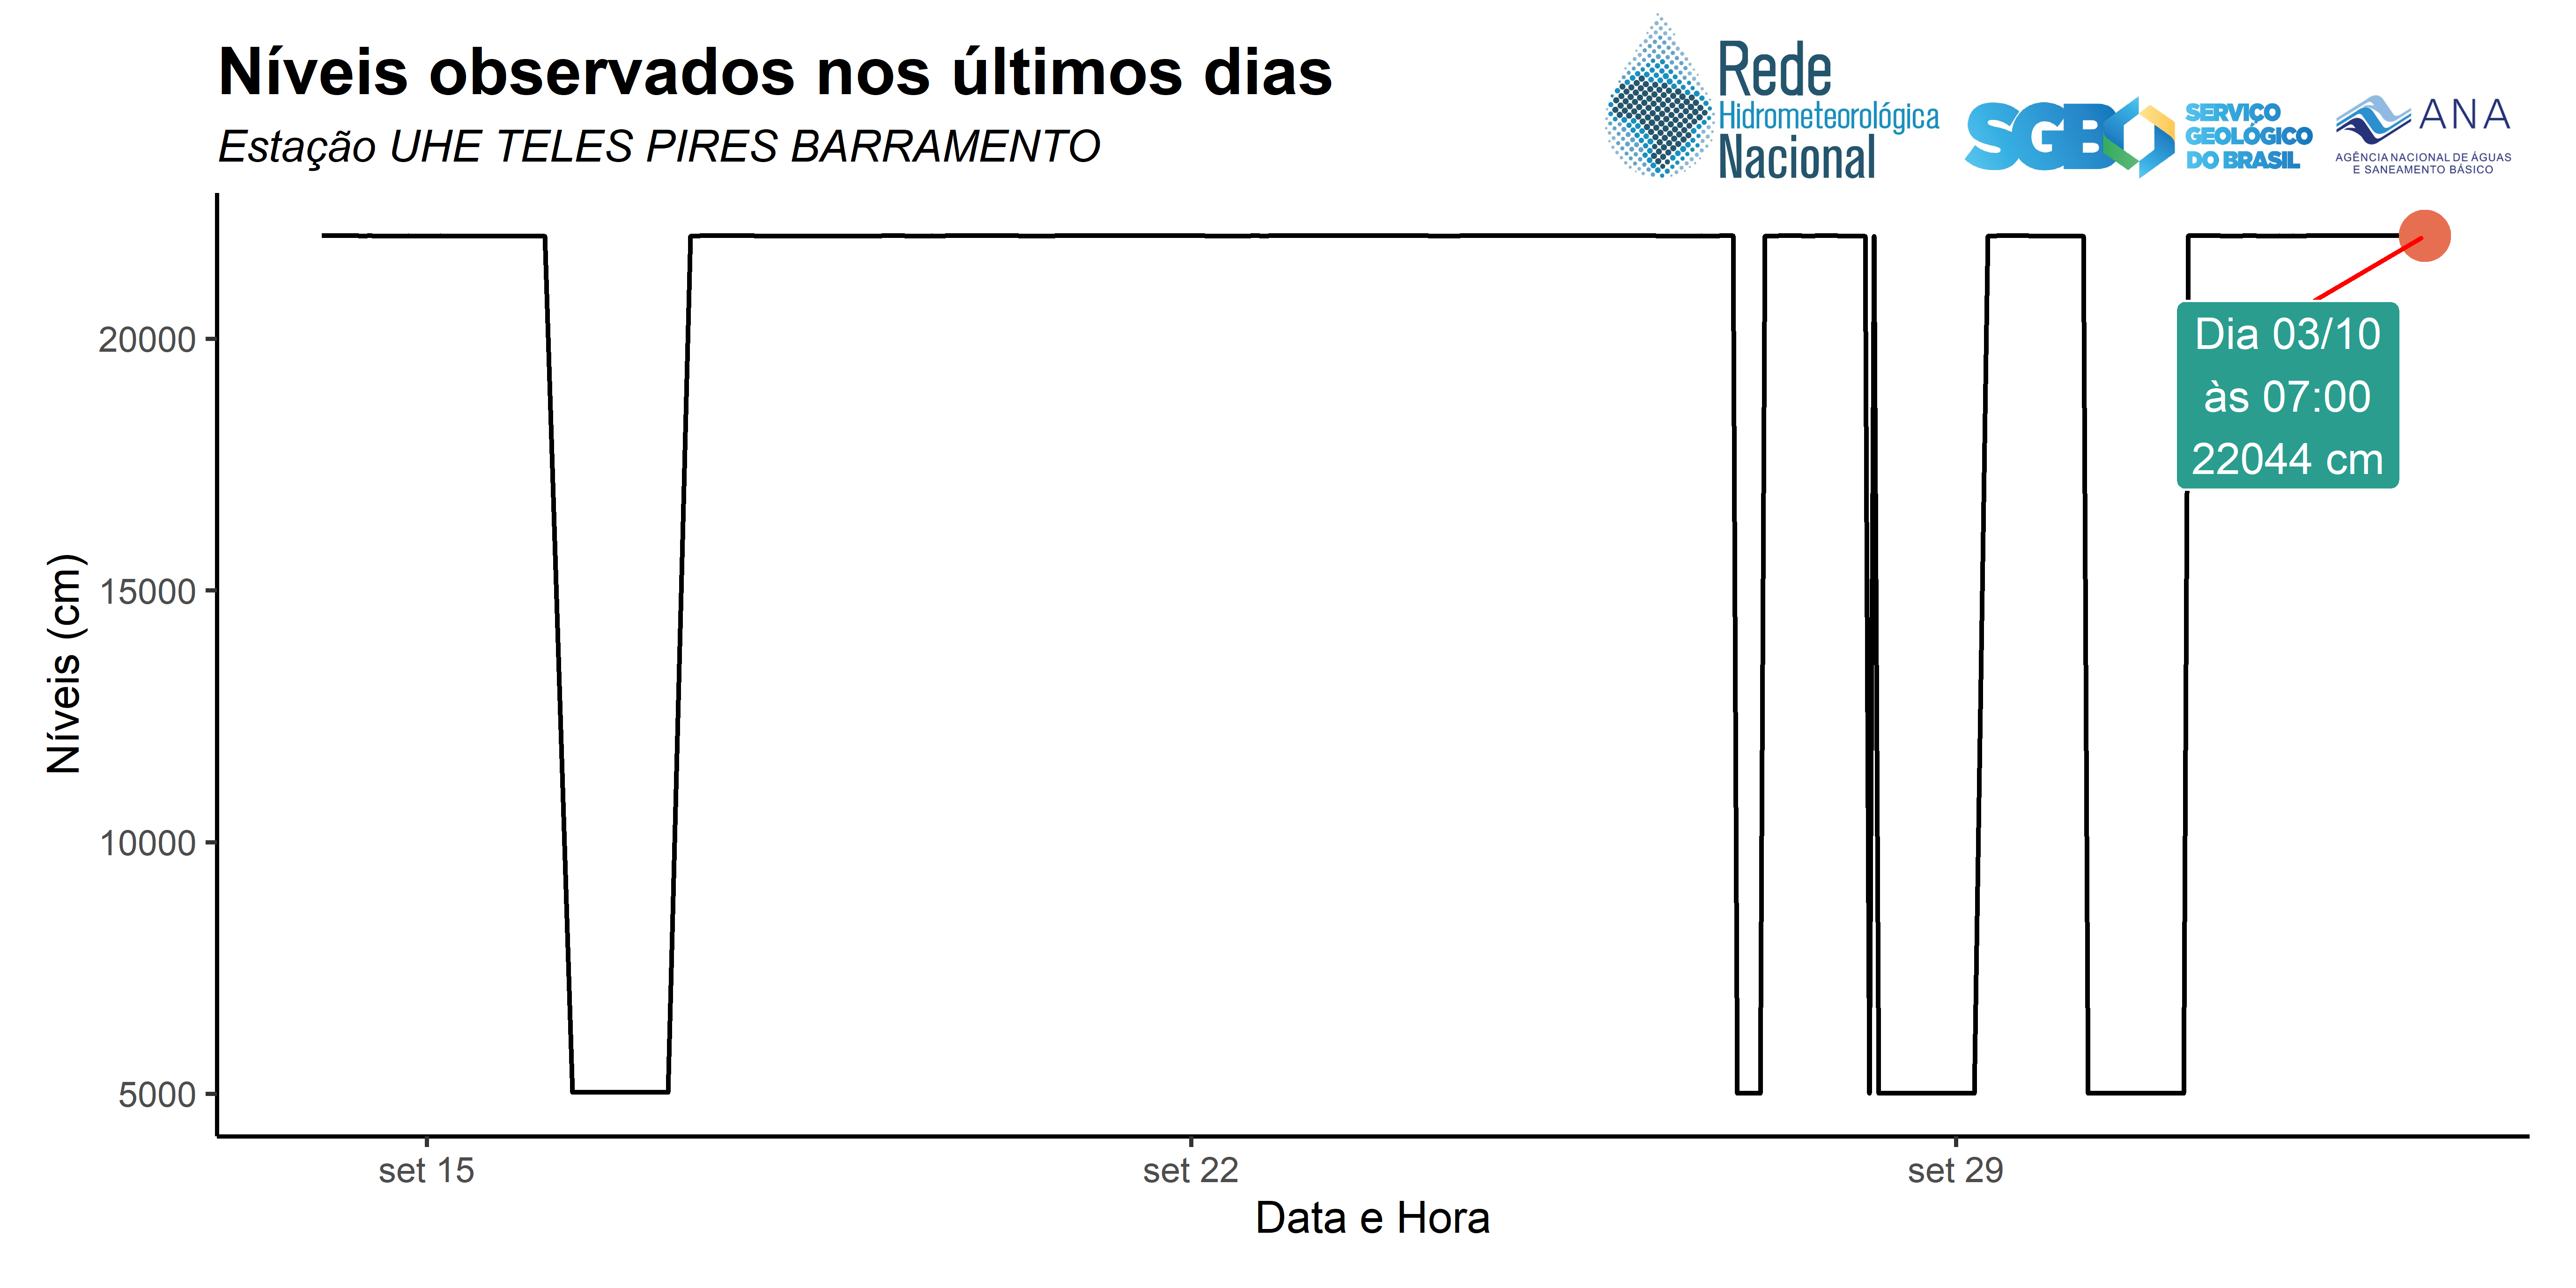 Níveis observados nos últimos dias
Estação UHE TELES PIRES BARRAMENTO
Rede
Hidrometeorológica
Nacional
SGB
SERVIÇO
GEOLÓGICO
DO BRASIL
ANA
AGÊNCIA NACIONAL DE ÁGUAS
E SANEAMENTO BÁSICO
Níveis (cm)
20000
15000
10000
5000
Dia 03/10
às 07:00
22044 cm
set 15
set 22
set 29
Data e Hora